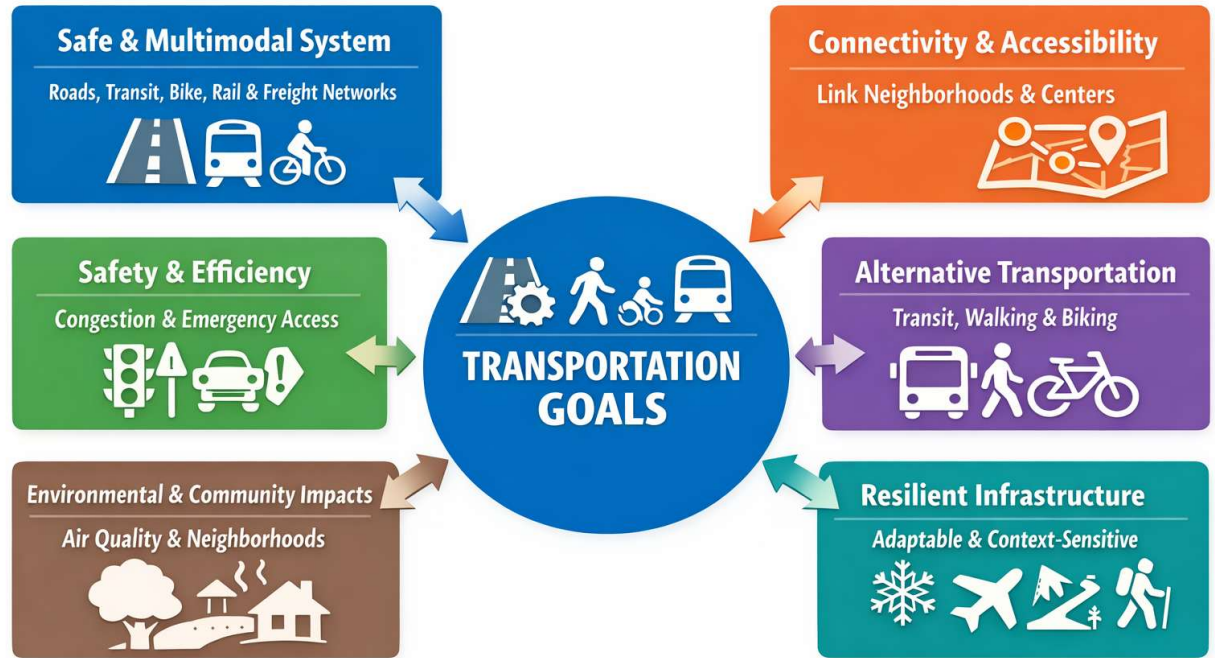 Safe & Multimodal System
Roads, Transit, Bike, Rail & Freight Networks
Connectivity & Accessibility
Link Neighborhoods & Centers
Safety & Efficiency
Congestion & Emergency Access
TRANSPORTATION
GOALS
Alternative Transportation
Transit, Walking & Biking
Environmental & Community Impacts
Air Quality & Neighborhoods
Resilient Infrastructure
Adaptable & Context-Sensitive